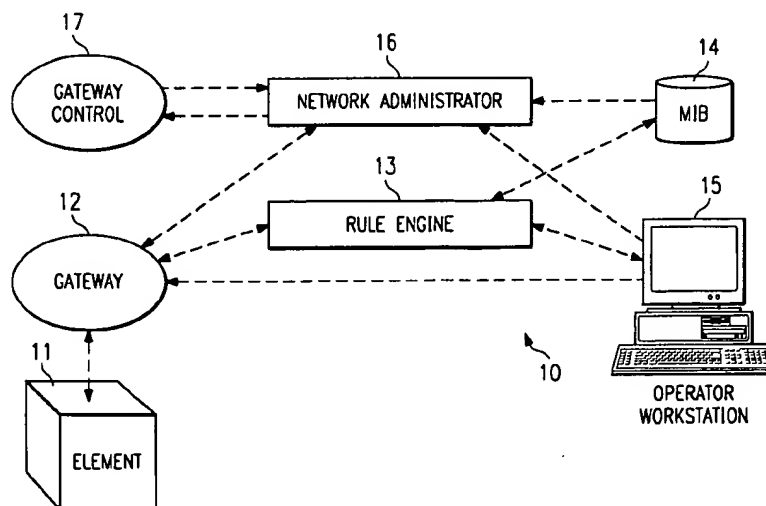 17
GATEWAY
CONTROL
16
NETWORK ADMINISTRATOR
14
MIB
13
RULE ENGINE
12
GATEWAY
15
11
ELEMENT
10
OPERATOR
WORKSTATION